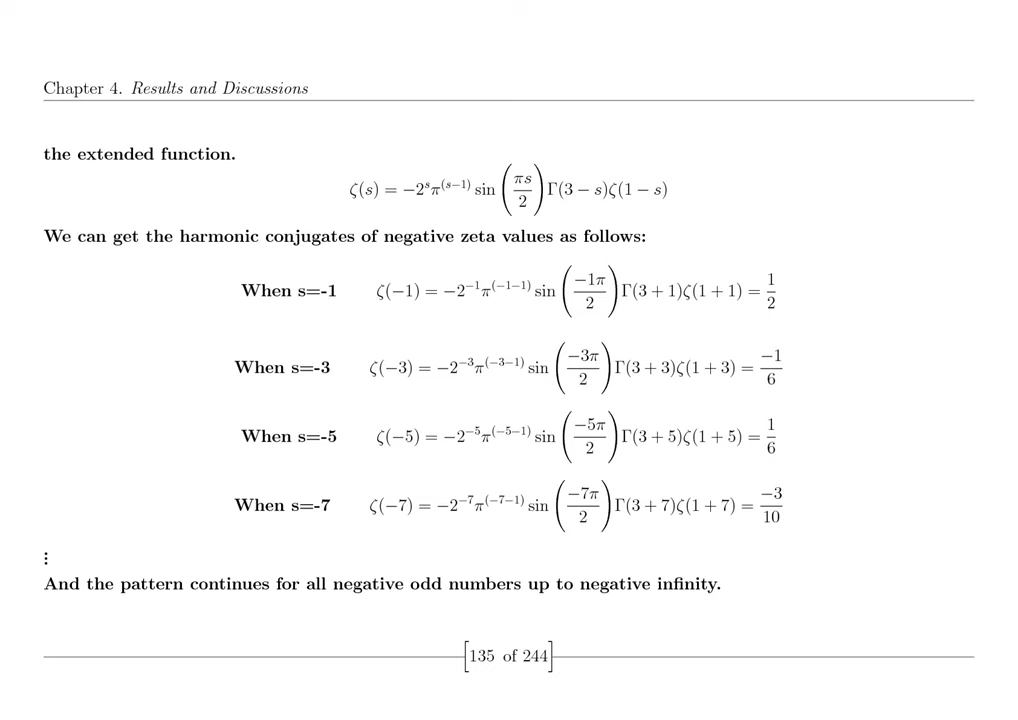 Chapter 4. Results and Discussions
the extended function.
ζ(s) = −2^s π^(s−1) sin(πs/2)Γ(3 − s)ζ(1 − s)
We can get the harmonic conjugates of negative zeta values as follows:
When s=-1 ζ(−1) = −2^−1 π^(−1−1) sin(−1π/2)Γ(3 + 1)ζ(1 + 1) = 1/2
When s=-3 ζ(−3) = −2^−3 π^(−3−1) sin(−3π/2)Γ(3 + 3)ζ(1 + 3) = −1/6
When s=-5 ζ(−5) = −2^−5 π^(−5−1) sin(−5π/2)Γ(3 + 5)ζ(1 + 5) = 1/6
When s=-7 ζ(−7) = −2^−7 π^(−7−1) sin(−7π/2)Γ(3 + 7)ζ(1 + 7) = −3/10
⋮
And the pattern continues for all negative odd numbers up to negative infinity.
[135 of 244]